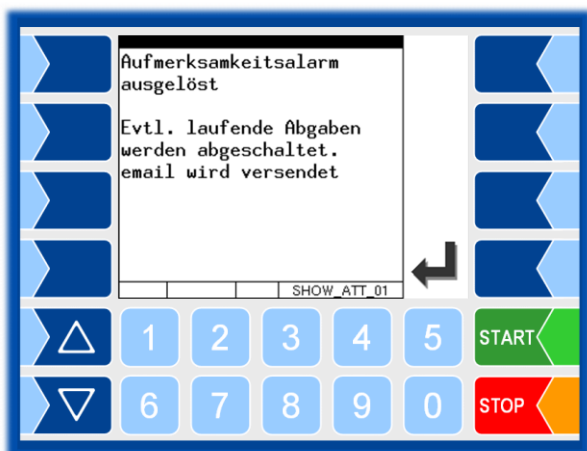 Aufmerksamkeitsalarm
ausgelöst
Evtl. laufende Abgaben
werden abgeschaltet.
email wird versendet
SHOW_ATT_01
1 2 3 4 5 START
6 7 8 9 0 STOP